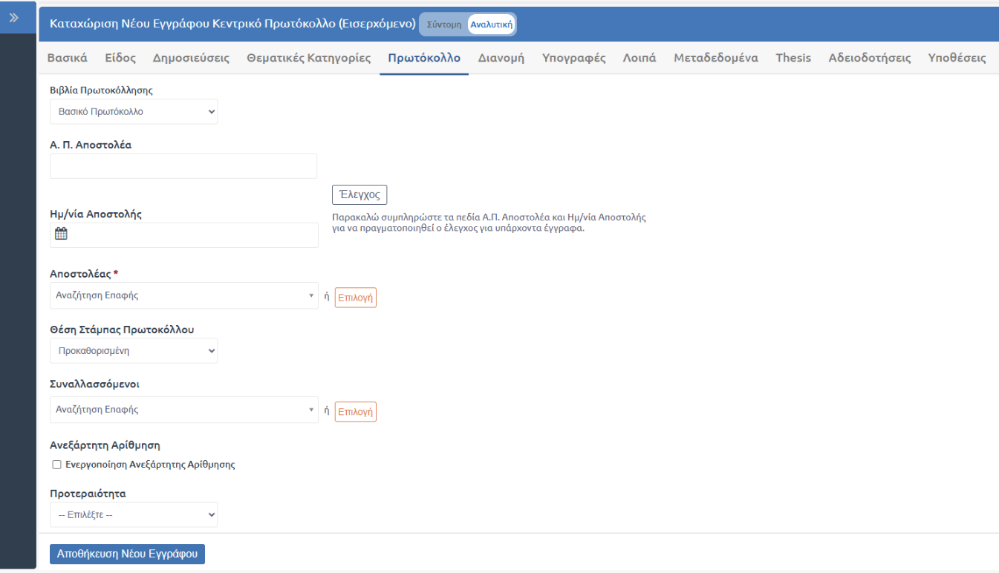 Καταχώριση Νέου Εγγράφου Κεντρικό Πρωτόκολλο (Εισερχόμενο) Σύντομη Αναλυτική
Βασικά Είδος Δημοσιεύσεις Θεματικές Κατηγορίες Πρωτόκολλο Διανομή Υπογραφές Λοιπά Μεταδεδομένα Thesis Αδειοδοτήσεις Υποθέσεις
Βιβλία Πρωτοκόλλησης
Βασικό Πρωτόκολλο
Α. Π. Αποστολέα
Έλεγχος
Ημ/νία Αποστολής
Παρακαλώ συμπληρώστε τα πεδία Α.Π. Αποστολέα και Ημ/νία Αποστολής
για να πραγματοποιηθεί ο έλεγχος για υπάρχοντα έγγραφα.
Αποστολέας *
Αναζήτηση Επαφής ή Επιλογή
Θέση Στάμπας Πρωτοκόλλου
Προκαθορισμένη
Συναλλασσόμενοι
Αναζήτηση Επαφής ή Επιλογή
Ανεξάρτητη Αρίθμηση
Ενεργοποίηση Ανεξάρτητης Αρίθμησης
Προτεραιότητα
-- Επιλέξτε --
Αποθήκευση Νέου Εγγράφου